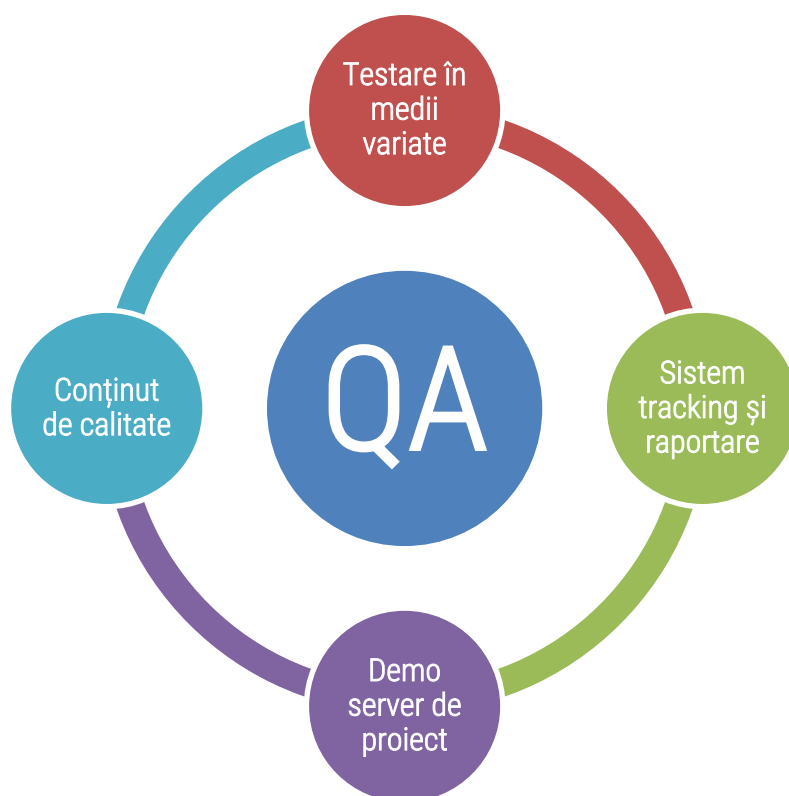 Testare în
medii
variate
Conținut
de calitate
QA
Sistem
tracking și
raportare
Demo
server de
proiect